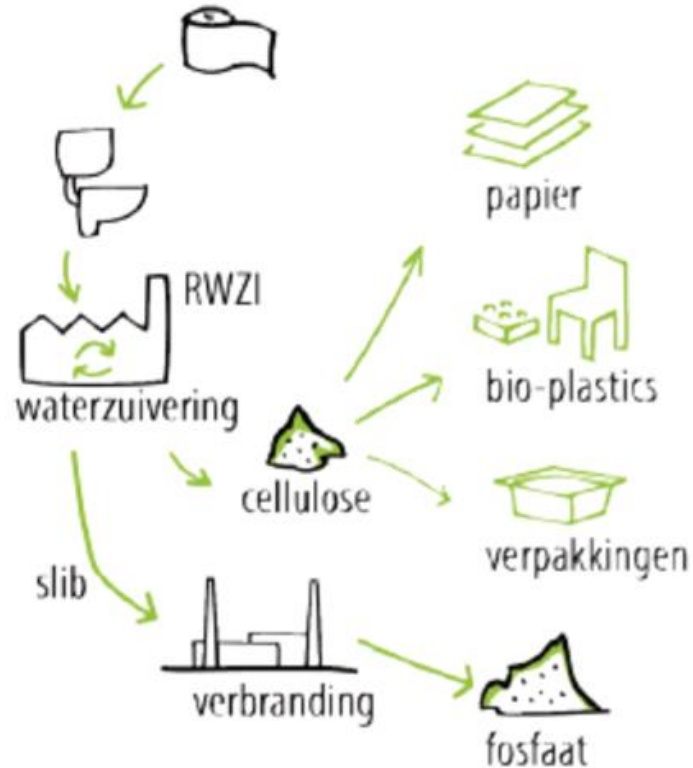 papier
RWZI
bio-plastics
waterzuivering
cellulose
verpakkingen
slib
verbranding
fosfaat